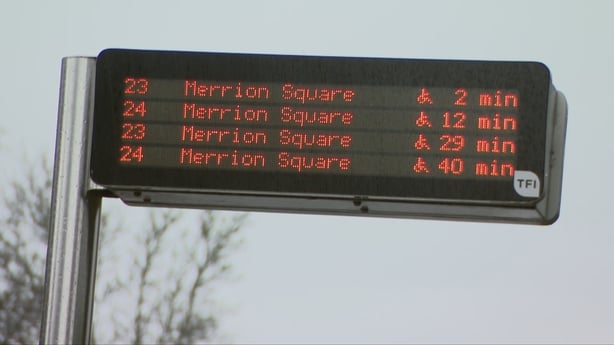 23 Merrion Square ♿ 2 min
24 Merrion Square ♿ 12 min
23 Merrion Square ♿ 29 min
24 Merrion Square ♿ 40 min
TFI